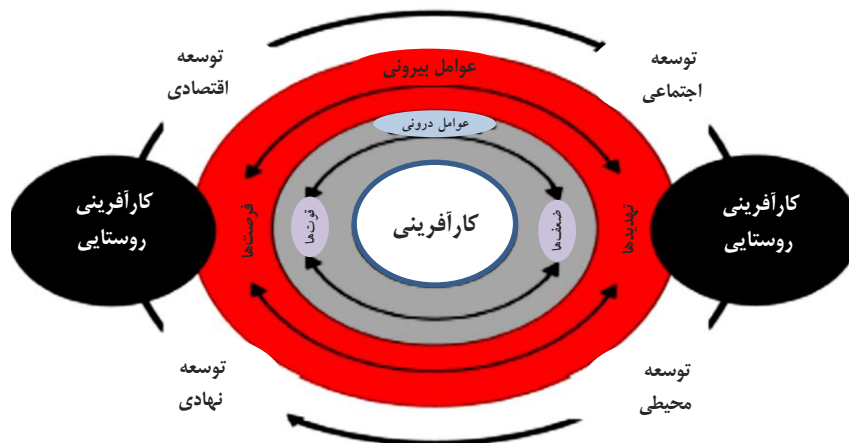 توسعه
اجتماعی
توسعه
اقتصادی
عوامل بیرونی
عوامل درونی
کارآفرینی
روستایی
تهدیدها
ضعف‌ها
کارآفرینی
قوت‌ها
فرصت‌ها
کارآفرینی
روستایی
توسعه
محیطی
توسعه
نهادی